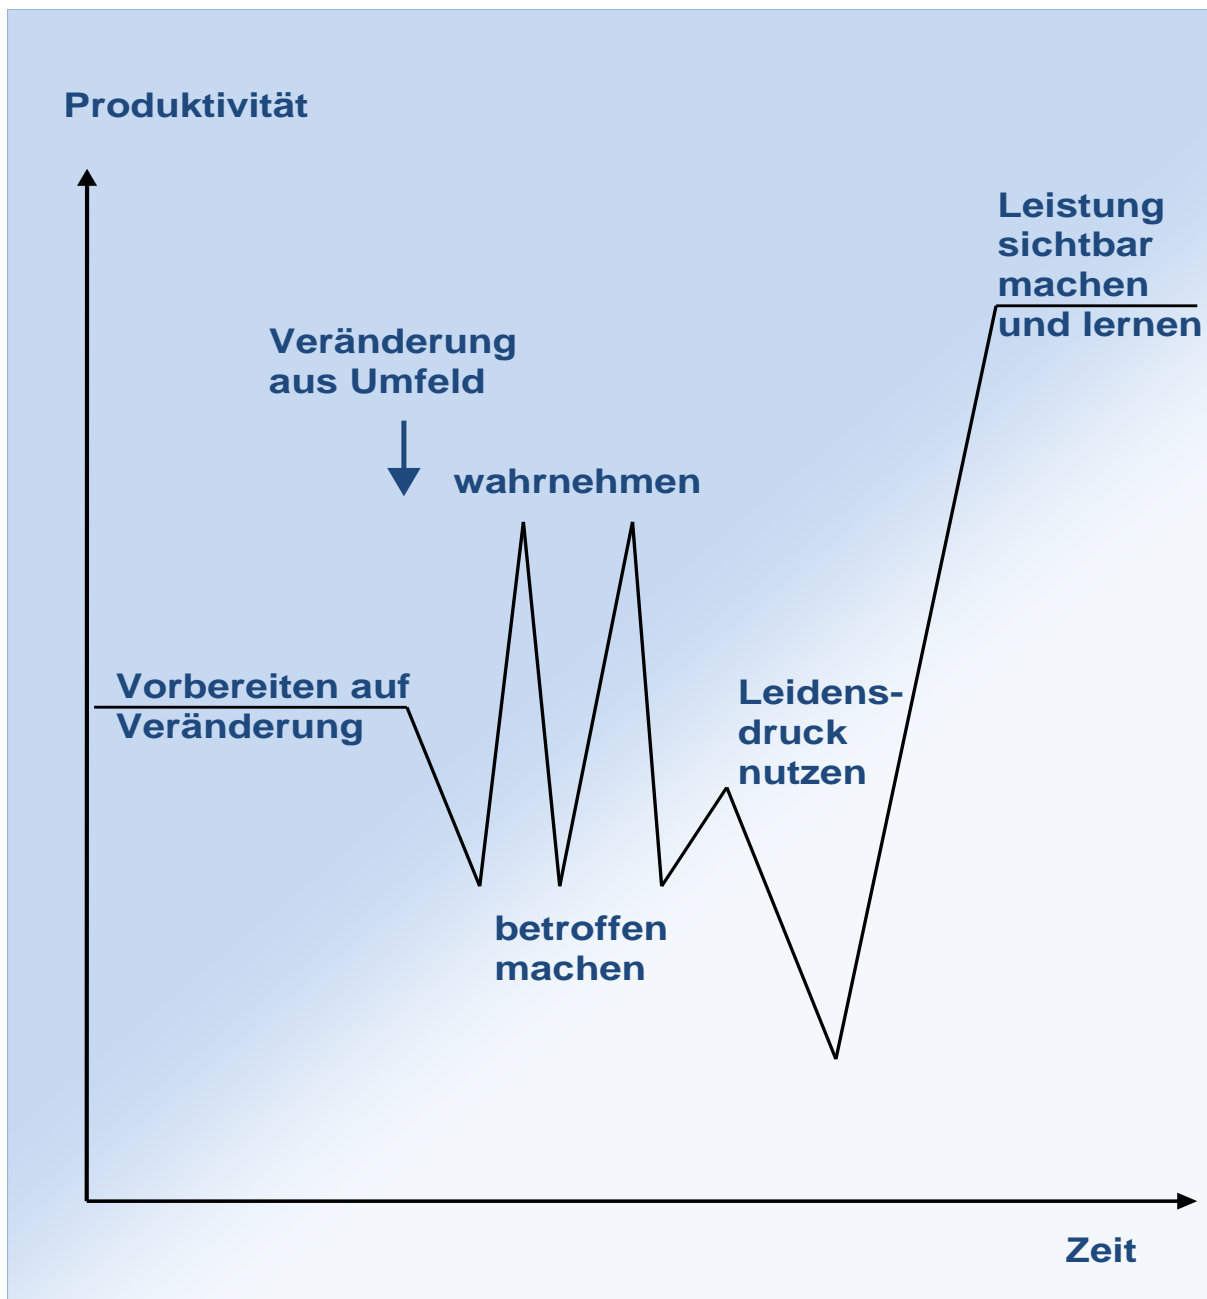 Produktivität
Leistung
sichtbar
machen
und lernen
Veränderung
aus Umfeld
wahrnehmen
Vorbereiten auf
Veränderung
Leidens-
druck
nutzen
betroffen
machen
Zeit